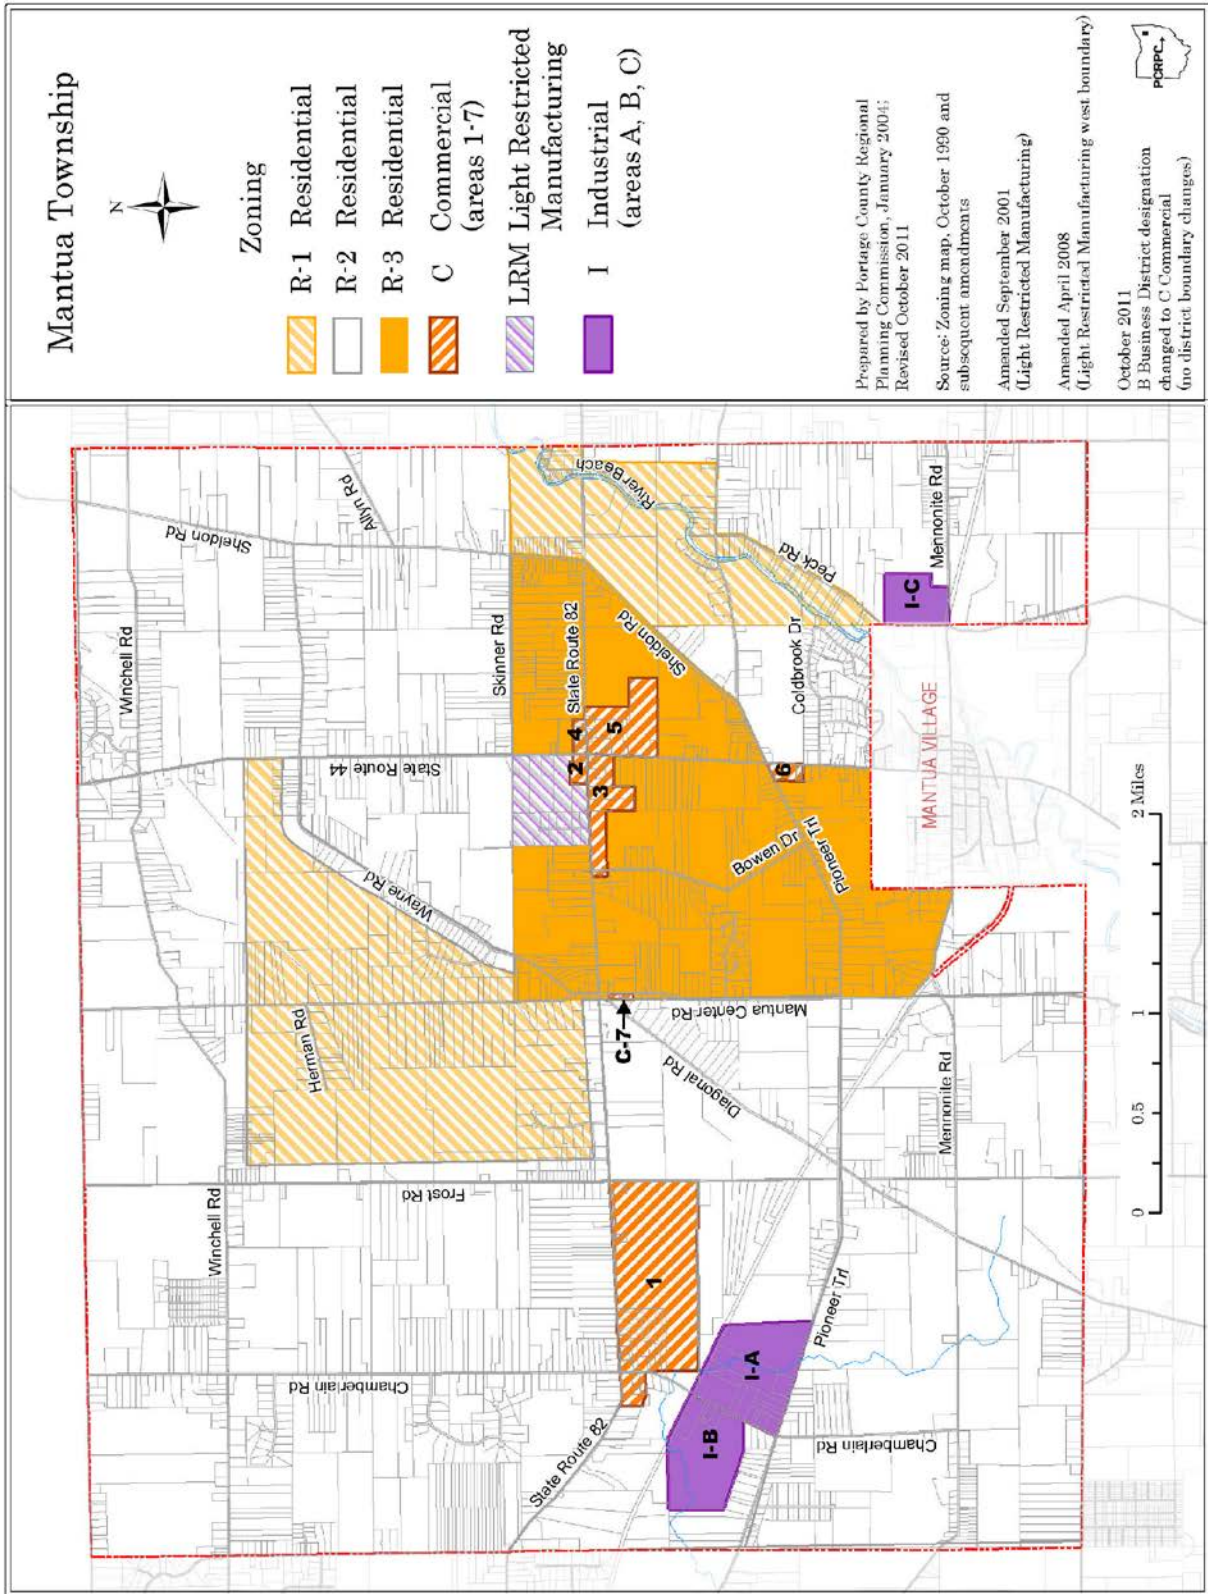 Mantua Township
N
Zoning
R-1 Residential
R-2 Residential
R-3 Residential
C Commercial
(areas 1-7)
LRM Light Restricted
Manufacturing
I Industrial
(areas A, B, C)
Prepared by Portage County Regional
Planning Commission, January 2004;
Revised October 2011
Source: Zoning map, October 1990 and
subsequent amendments
Amended September 2001
(Light Restricted Manufacturing)
Amended April 2008
(Light Restricted Manufacturing west boundary)
October 2011
B Business District designation
changed to C Commercial
(no district boundary changes)
PCRPC
Winchell Rd
Winchell Rd
Sheldon Rd
Allyn Rd
Herman Rd
Wayne Rd
State Route 44
Frost Rd
Chamberlain Rd
Skinner Rd
State Route 82
State Route 82
River Beach
Sheldon Rd
Peck Rd
Coldbrook Dr
Mennonite Rd
Mantua Center Rd
Diagonal Rd
Bowen Dr
Pioneer Trl
Pioneer Trl
Chamberlain Rd
Mennonite Rd
MANTUA VILLAGE
1
2
3
4
5
6
C-7
I-A
I-B
I-C
0 0.5 1 2 Miles